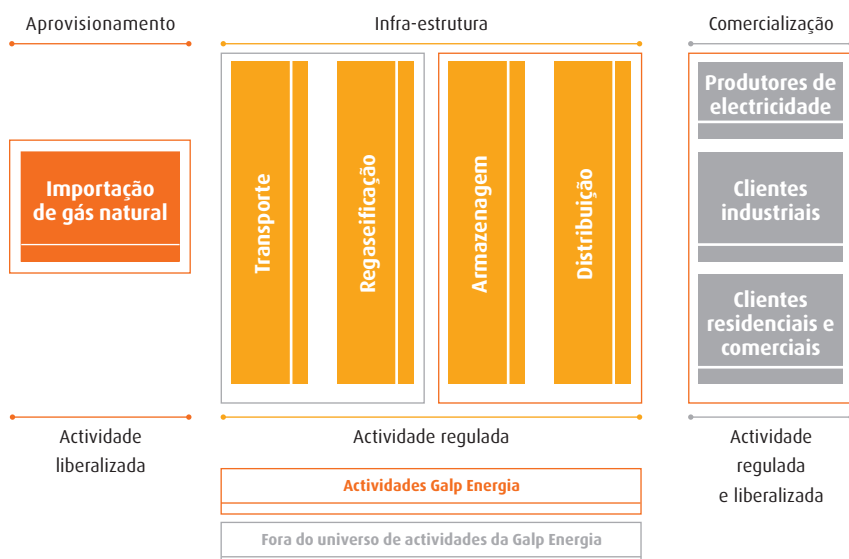 Aprovisionamento
Infra-estrutura
Comercialização
Importação
de gás natural
Transporte
Regaseificação
Armazenagem
Distribuição
Produtores de
electricidade
Clientes
industriais
Clientes
residenciais e
comerciais
Actividade
liberalizada
Actividade regulada
Actividade
regulada
e liberalizada
Actividades Galp Energia
Fora do universo de actividades da Galp Energia